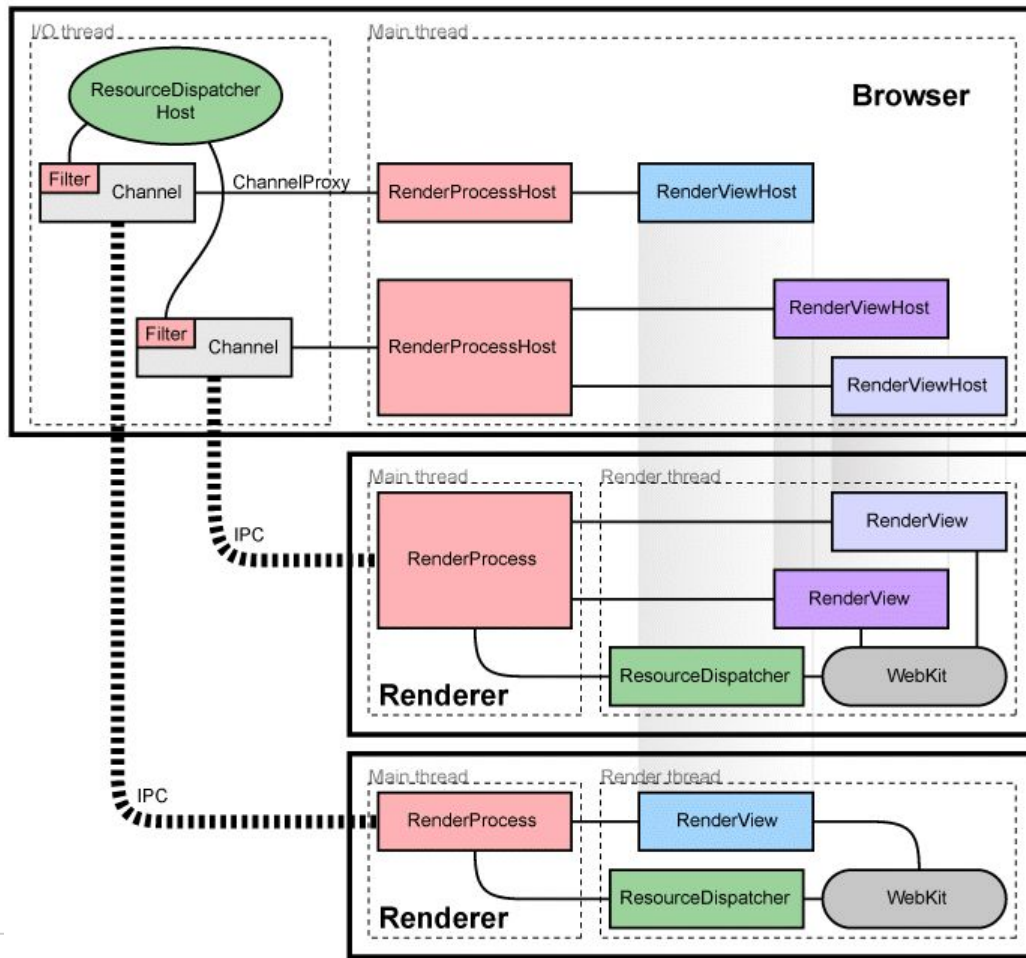 I/O thread
Main thread
ResourceDispatcher
Host
Browser
Filter
Channel
ChannelProxy
RenderProcessHost
RenderViewHost
RenderViewHost
Filter
Channel
RenderProcessHost
RenderViewHost
Main thread
Render thread
RenderView
IPC
RenderProcess
RenderView
ResourceDispatcher
WebKit
Renderer
Main thread
Render thread
IPC
RenderProcess
RenderView
ResourceDispatcher
WebKit
Renderer